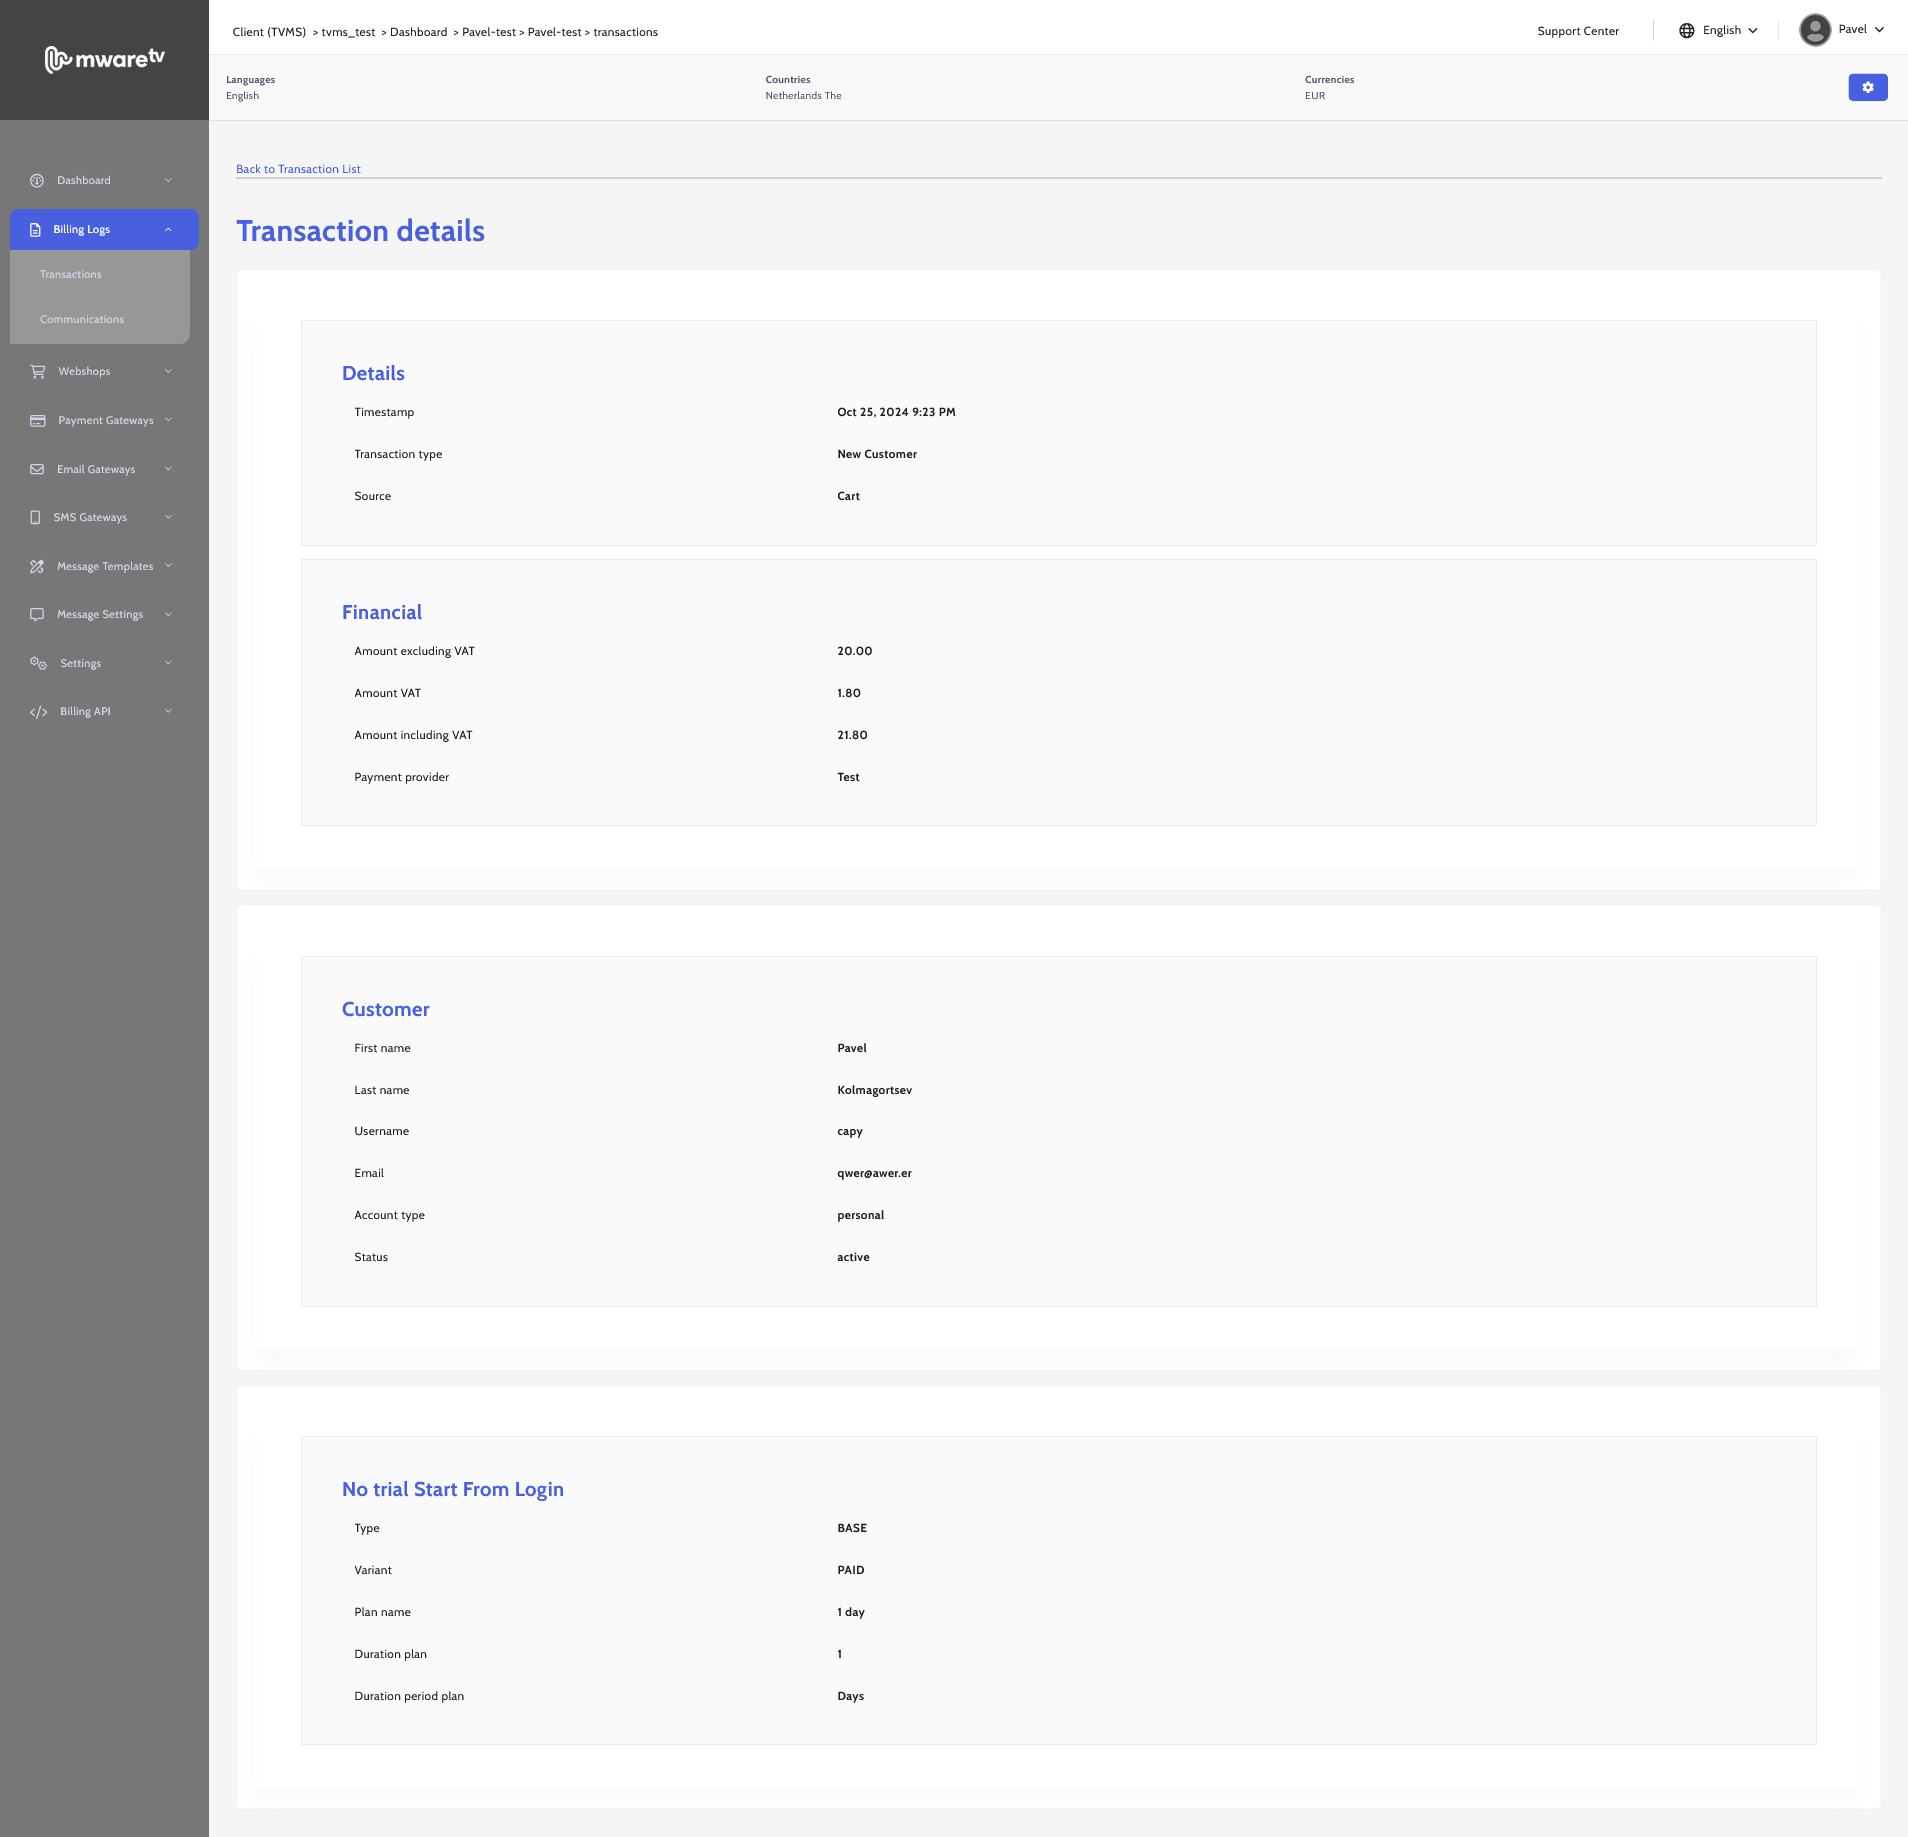 mwaretv
Client (TVMS) > tvms_test > Dashboard > Pavel-test > Pavel-test > transactions
Support Center
English
Pavel
Languages
English
Countries
Netherlands The
Currencies
EUR
Dashboard
Billing Logs
Transactions
Communications
Webshops
Payment Gateways
Email Gateways
SMS Gateways
Message Templates
Message Settings
Settings
Billing API
Back to Transaction List
Transaction details
Details
Timestamp Oct 25, 2024 9:23 PM
Transaction type New Customer
Source Cart
Financial
Amount excluding VAT 20.00
Amount VAT 1.80
Amount including VAT 21.80
Payment provider Test
Customer
First name Pavel
Last name Kolmagortsev
Username capy
Email qwer@awer.er
Account type personal
Status active
No trial Start From Login
Type BASE
Variant PAID
Plan name 1 day
Duration plan 1
Duration period plan Days